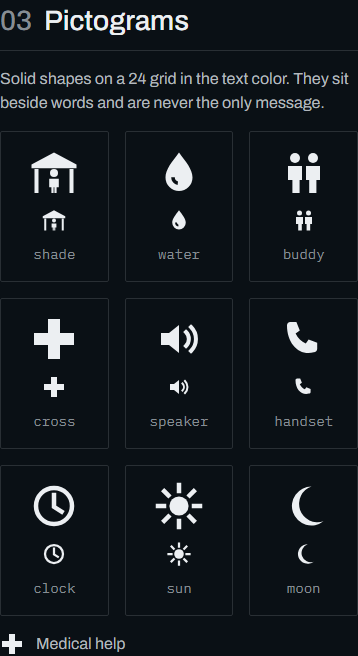 03 Pictograms
Solid shapes on a 24 grid in the text color. They sit
beside words and are never the only message.
shade water buddy
cross speaker handset
clock sun moon
Medical help